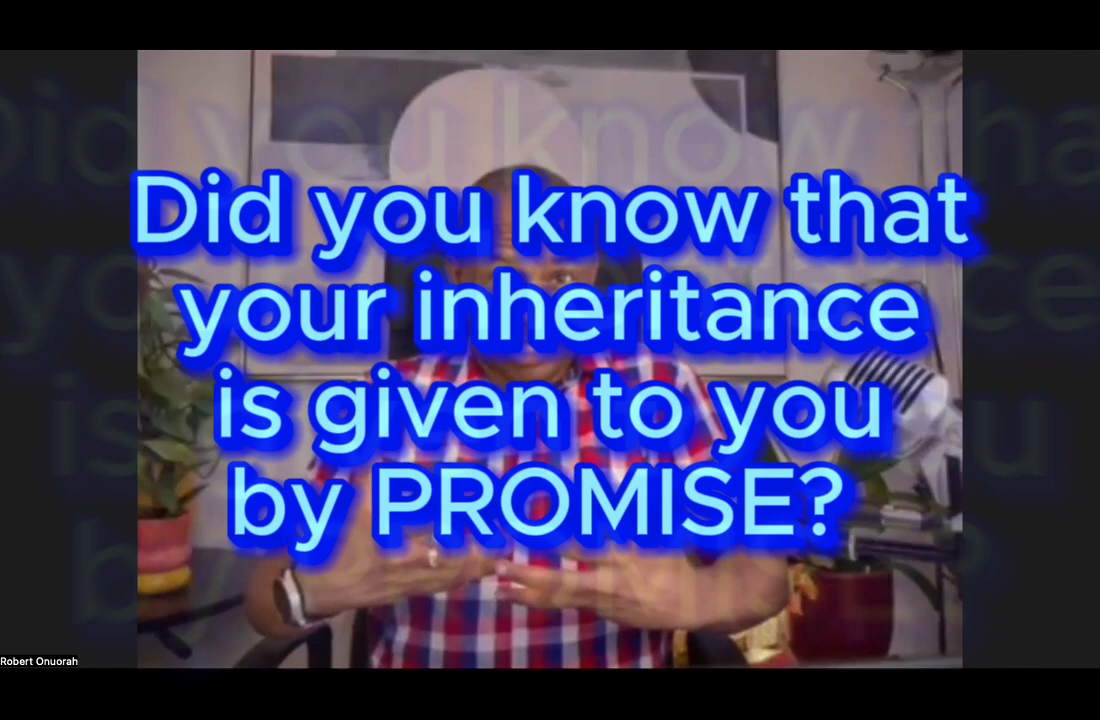 Did you know that
your inheritance
is given to you
by PROMISE?
Robert Onuorah